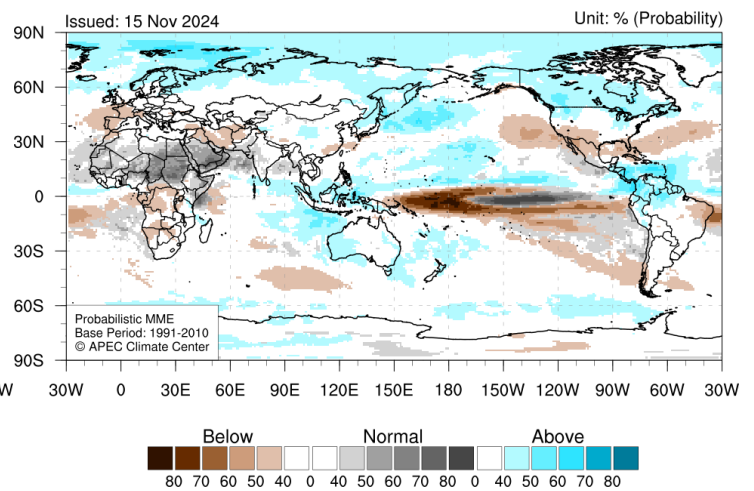 Issued: 15 Nov 2024
Unit: % (Probability)
90N
60N
30N
0
30S
60S
90S
Probabilistic MME
Base Period: 1991-2010
© APEC Climate Center
W 30W 0 30E 60E 90E 120E 150E 180 150W 120W 90W 60W 30W
Below Normal Above
80 70 60 50 40 0 40 50 60 70 80 0 40 50 60 70 80